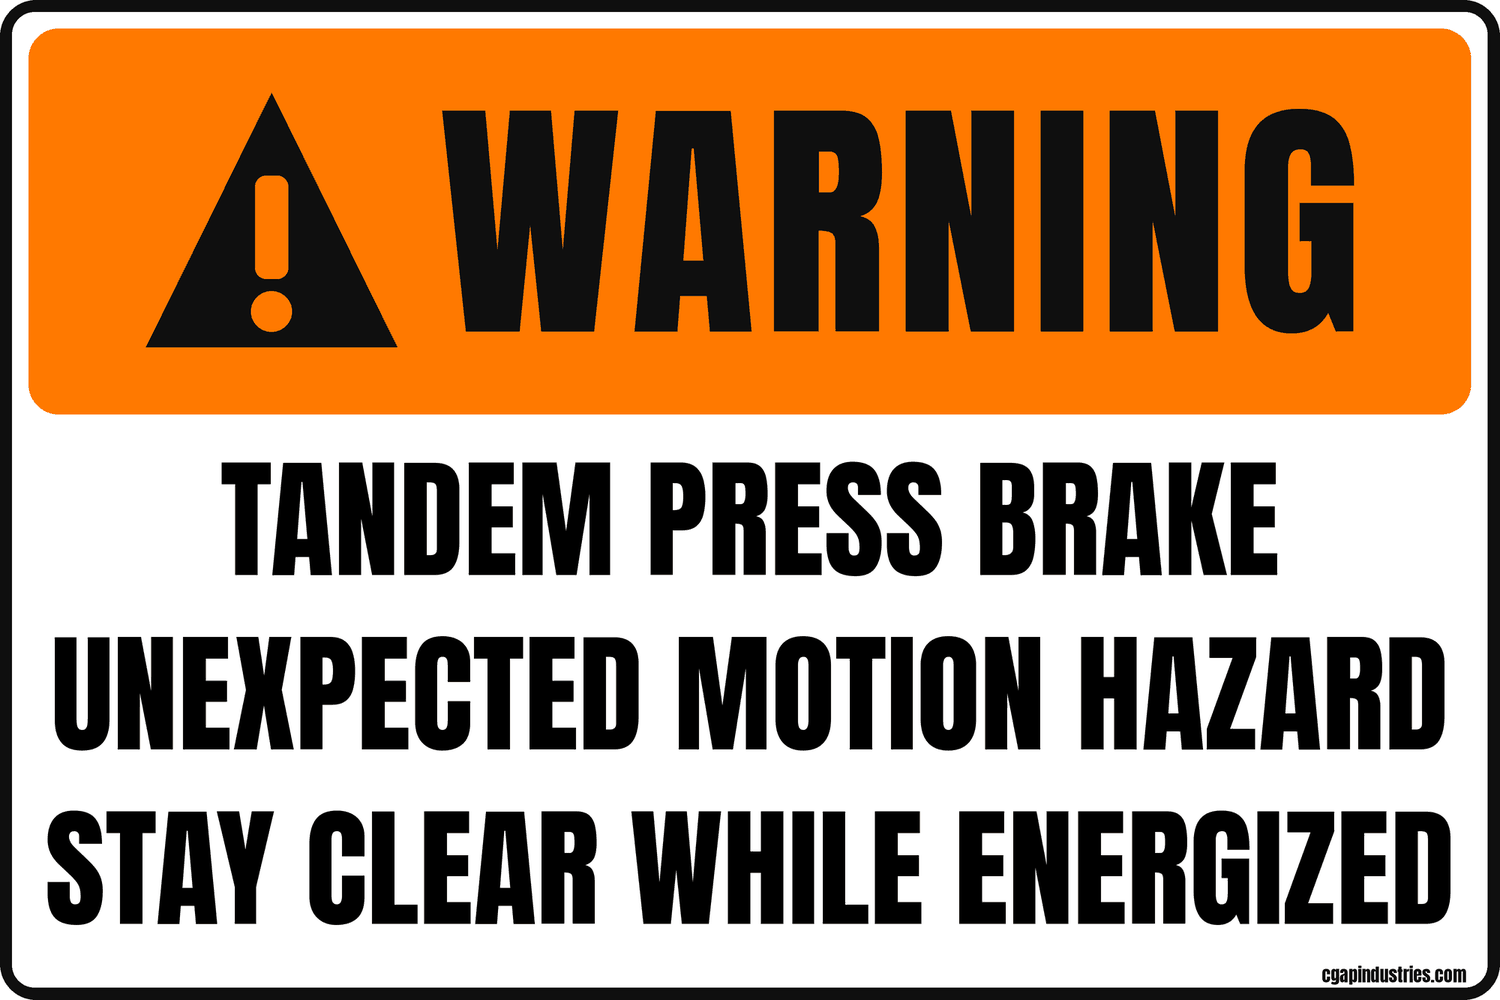 WARNING
TANDEM PRESS BRAKE
UNEXPECTED MOTION HAZARD
STAY CLEAR WHILE ENERGIZED
cgapindustries.com